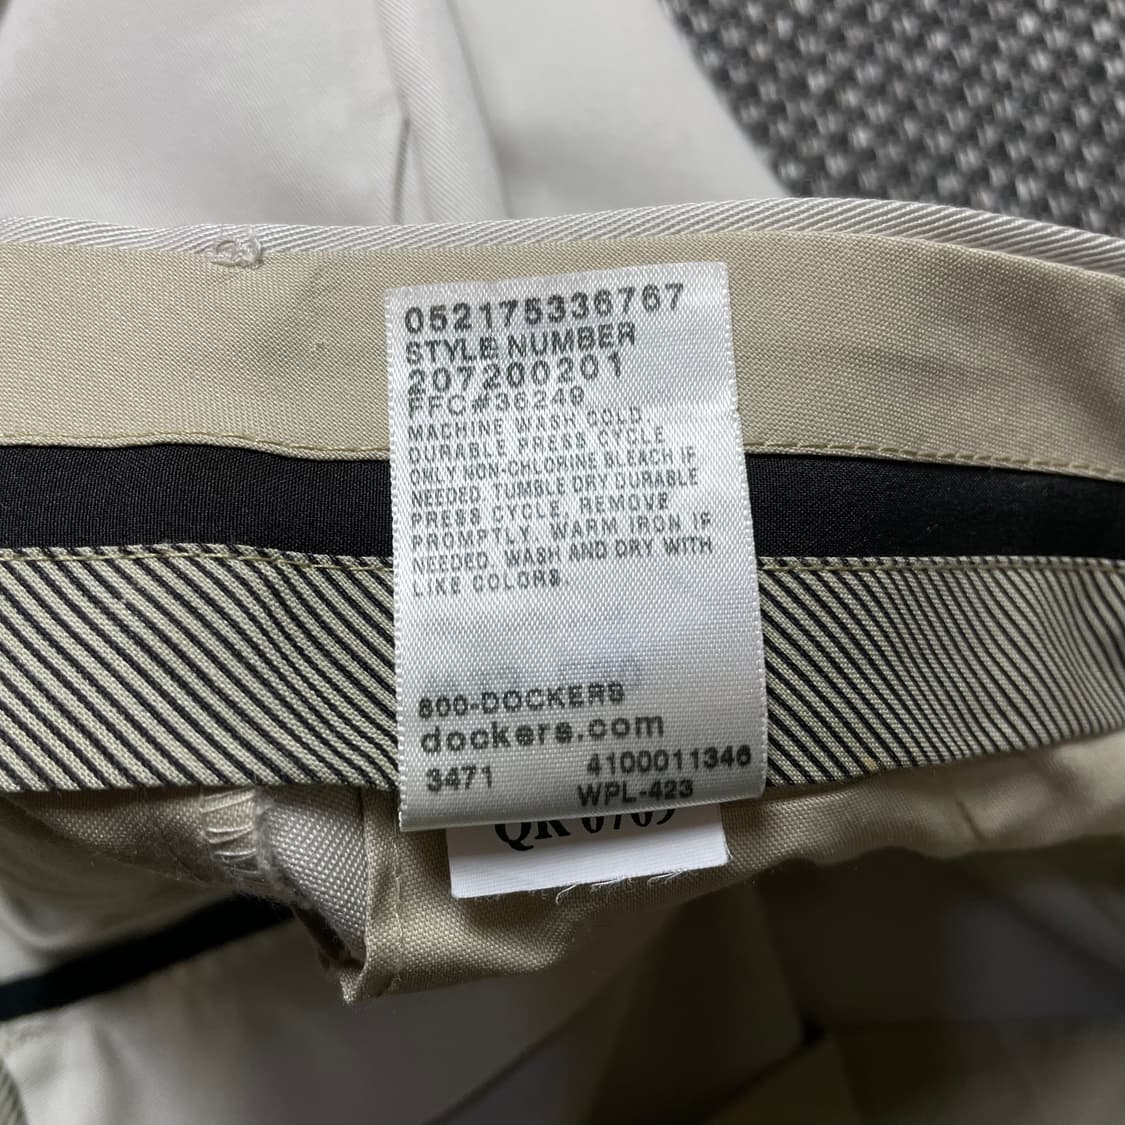 052175336767
STYLE NUMBER
207200201
FFC#36249
MACHINE WASH COLD
DURABLE PRESS CYCLE
ONLY NON-CHLORINE BLEACH IF
NEEDED. TUMBLE DRY DURABLE
PRESS CYCLE, REMOVE
PROMPTLY. WARM IRON IF
NEEDED. WASH AND DRY WITH
LIKE COLORS.
800-DOCKERS
dockers.com
3471 4100011346
WPL-423